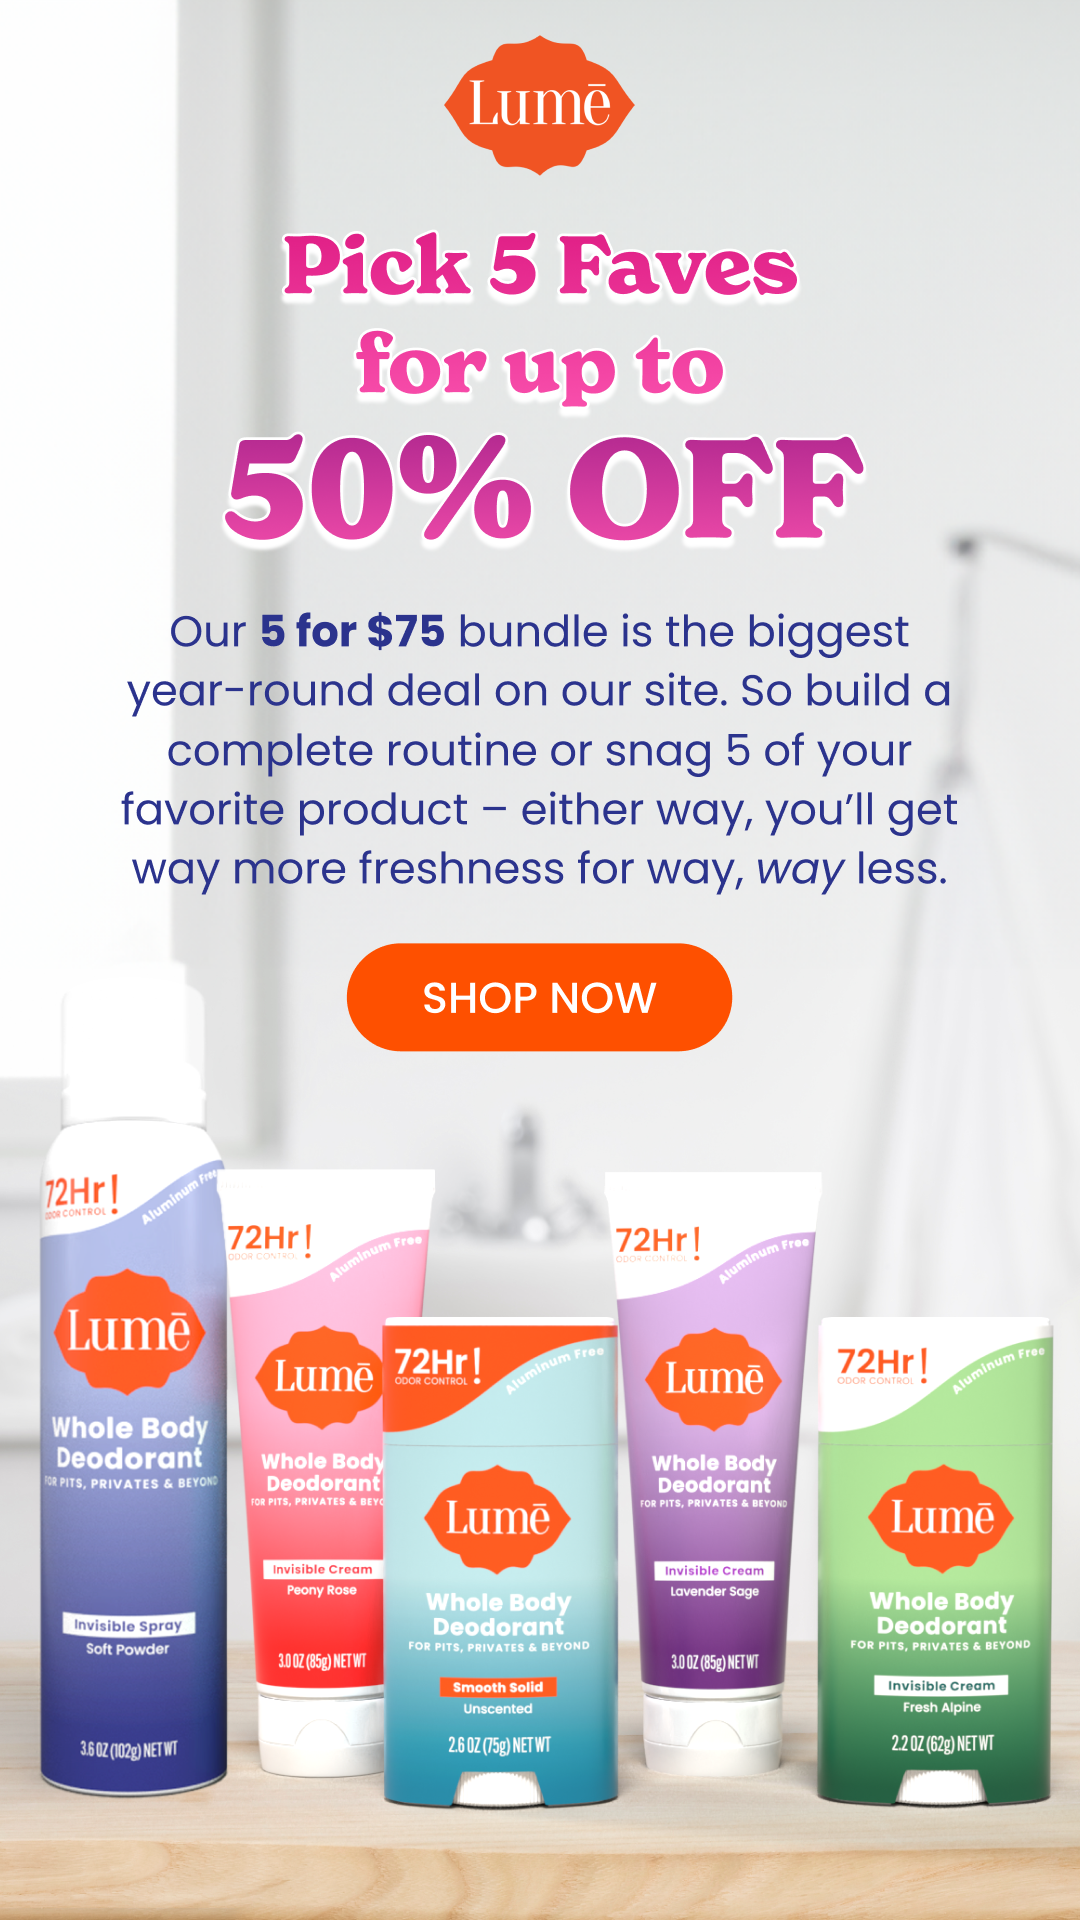 Lumē
Pick 5 Faves
for up to
50% OFF
Our 5 for $75 bundle is the biggest
year-round deal on our site. So build a
complete routine or snag 5 of your
favorite product – either way, you’ll get
way more freshness for way, way less.
SHOP NOW
72Hr!
ODOR CONTROL
Aluminum Free
Lumē
Whole Body
Deodorant
FOR PITS, PRIVATES & BEYOND
Invisible Spray
Soft Powder
3.6 OZ (102g) NET WT
72Hr!
ODOR CONTROL
Aluminum Free
Lumē
Whole Body
Deodorant
FOR PITS, PRIVATES & BEYO
Invisible Cream
Peony Rose
3.0 OZ (85g) NET WT
72Hr!
ODOR CONTROL
Aluminum Free
Lumē
Whole Body
Deodorant
FOR PITS, PRIVATES & BEYOND
Smooth Solid
Unscented
2.6 OZ (75g) NET WT
72Hr!
ODOR CONTROL
Aluminum Free
Lumē
Whole Body
Deodorant
FOR PITS, PRIVATES & BEYOND
Invisible Cream
Lavender Sage
3.0 OZ (85g) NET WT
72Hr!
ODOR CONTROL
Aluminum Free
Lumē
Whole Body
Deodorant
FOR PITS, PRIVATES & BEYOND
Invisible Cream
Fresh Alpine
2.2 OZ (62g) NET WT